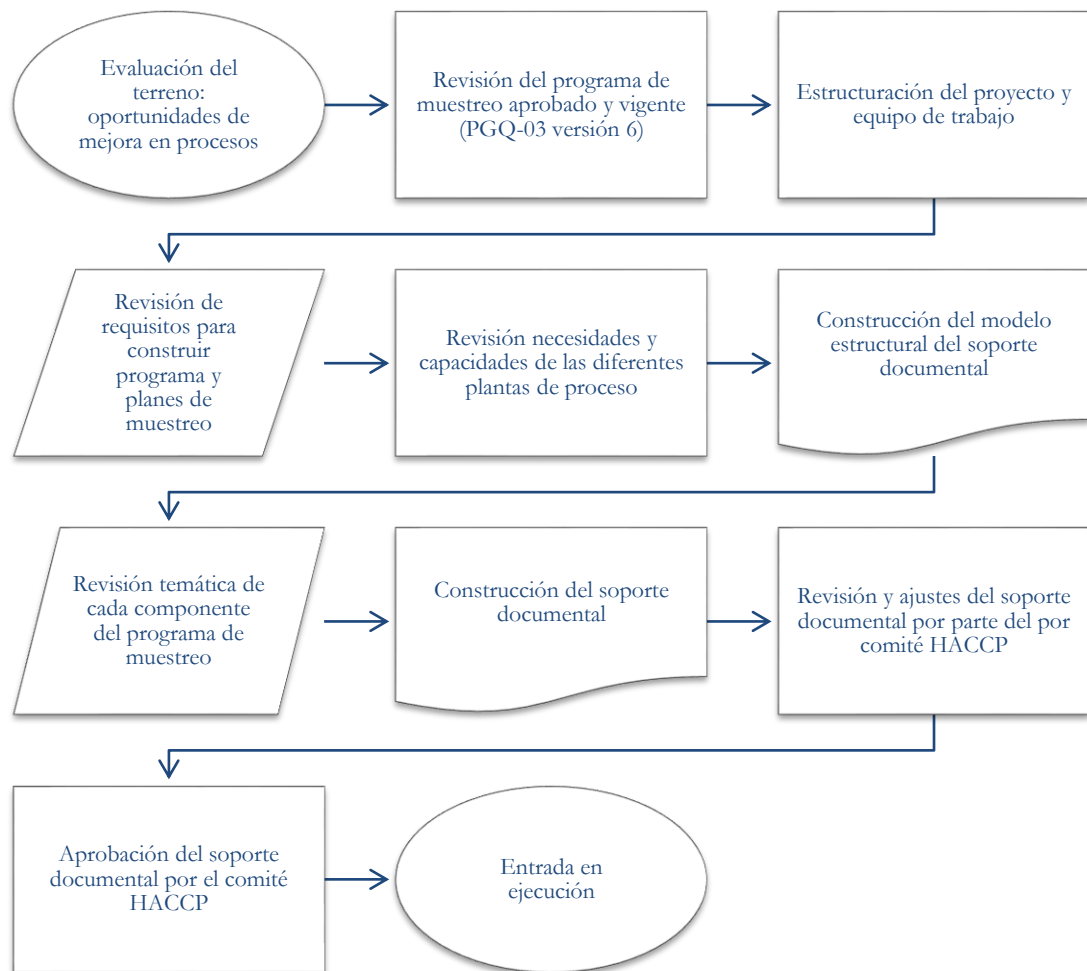 Evaluación del
terreno:
oportunidades de
mejora en procesos
Revisión del programa de
muestreo aprobado y vigente
(PGQ-03 versión 6)
Estructuración del proyecto y
equipo de trabajo
Revisión de
requisitos para
construir
programa y
planes de
muestreo
Revisión necesidades y
capacidades de las diferentes
plantas de proceso
Construcción del modelo
estructural del soporte
documental
Revisión temática de
cada componente
del programa de
muestreo
Construcción del soporte
documental
Revisión y ajustes del soporte
documental por parte del por
comité HACCP
Aprobación del soporte
documental por el comité
HACCP
Entrada en
ejecución